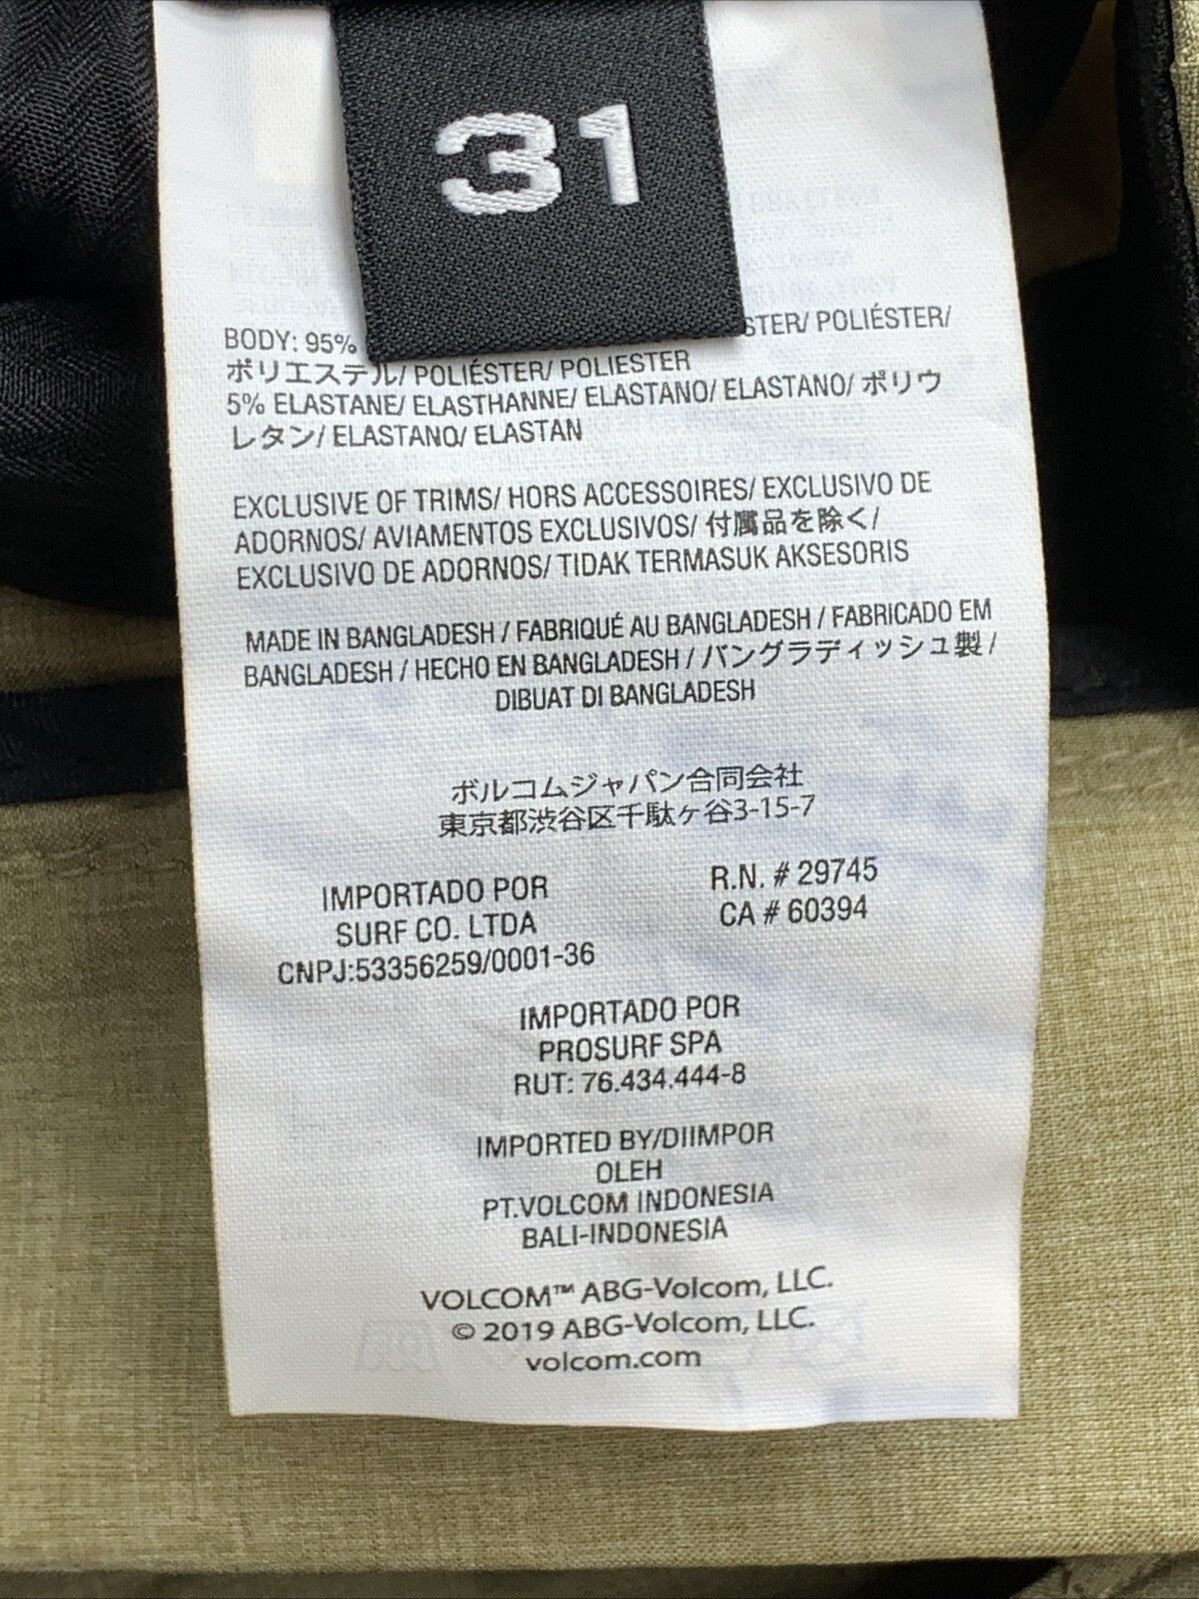 31
BODY: 95% STER/ POLIÉSTER/
ポリエステル/ POLIÉSTER/ POLIESTER
5% ELASTANE/ ELASTHANNE/ ELASTANO/ ELASTANO/ ポリウ
レタン/ ELASTANO/ ELASTAN
EXCLUSIVE OF TRIMS/ HORS ACCESSOIRES/ EXCLUSIVO DE
ADORNOS/ AVIAMENTOS EXCLUSIVOS/ 付属品を除く/
EXCLUSIVO DE ADORNOS/ TIDAK TERMASUK AKSESORIS
MADE IN BANGLADESH / FABRIQUÉ AU BANGLADESH / FABRICADO EM
BANGLADESH / HECHO EN BANGLADESH / バングラディッシュ製 /
DIBUAT DI BANGLADESH
ボルコムジャパン合同会社
東京都渋谷区千駄ヶ谷3-15-7
IMPORTADO POR
SURF CO. LTDA
CNPJ:53356259/0001-36
R.N. # 29745
CA # 60394
IMPORTADO POR
PROSURF SPA
RUT: 76.434.444-8
IMPORTED BY/DIIMPOR
OLEH
PT.VOLCOM INDONESIA
BALI-INDONESIA
VOLCOM™ ABG-Volcom, LLC.
© 2019 ABG-Volcom, LLC.
volcom.com